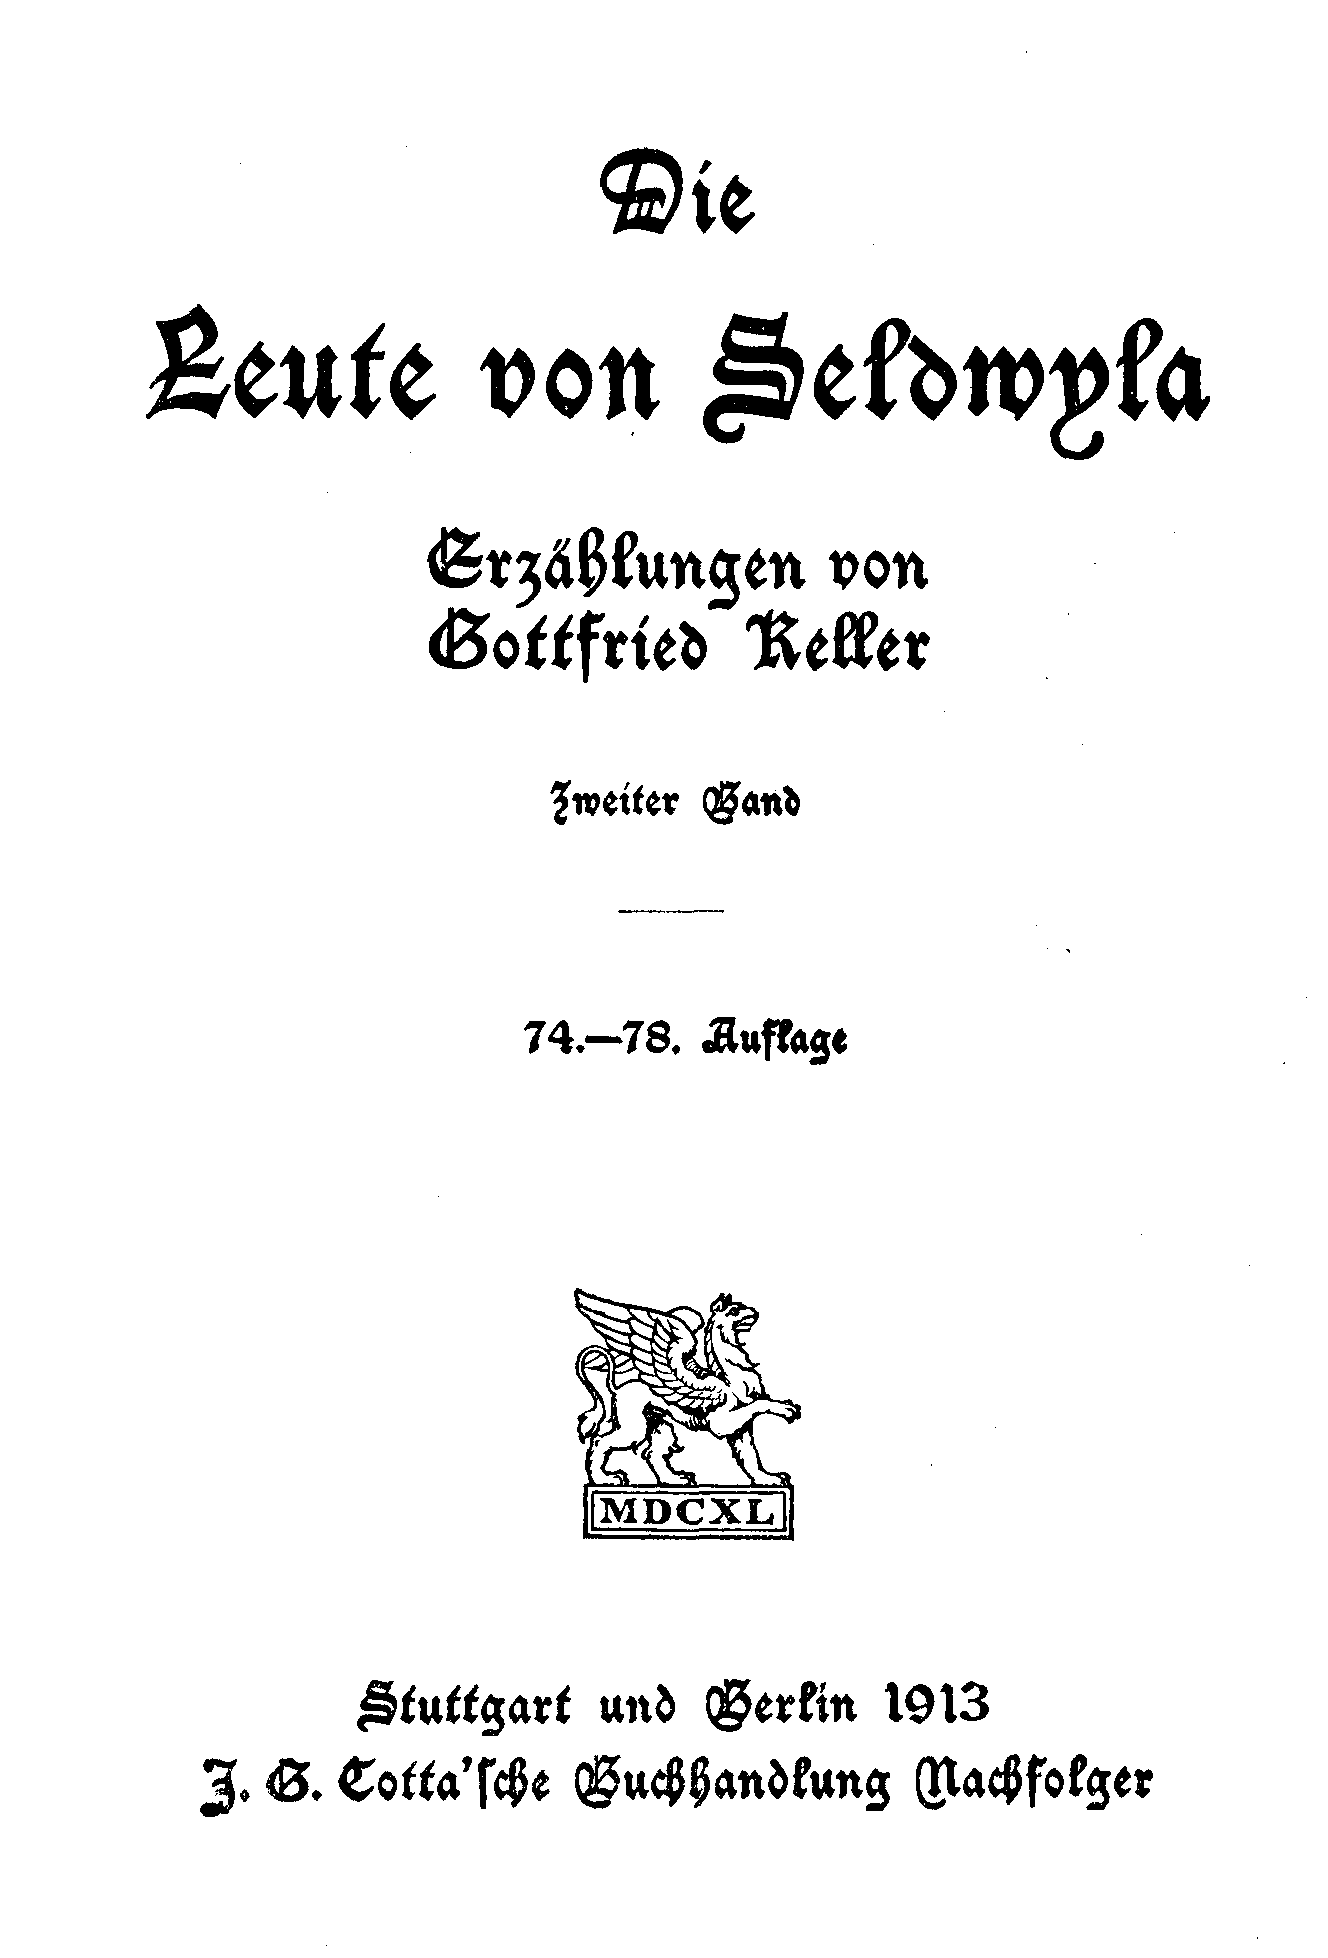 Die
Leute von Seldwyla
Erzählungen von
Gottfried Keller
Zweiter Band
74.—78. Auflage
MDCXL
Stuttgart und Berlin 1913
J. G. Cotta'sche Buchhandlung Nachfolger